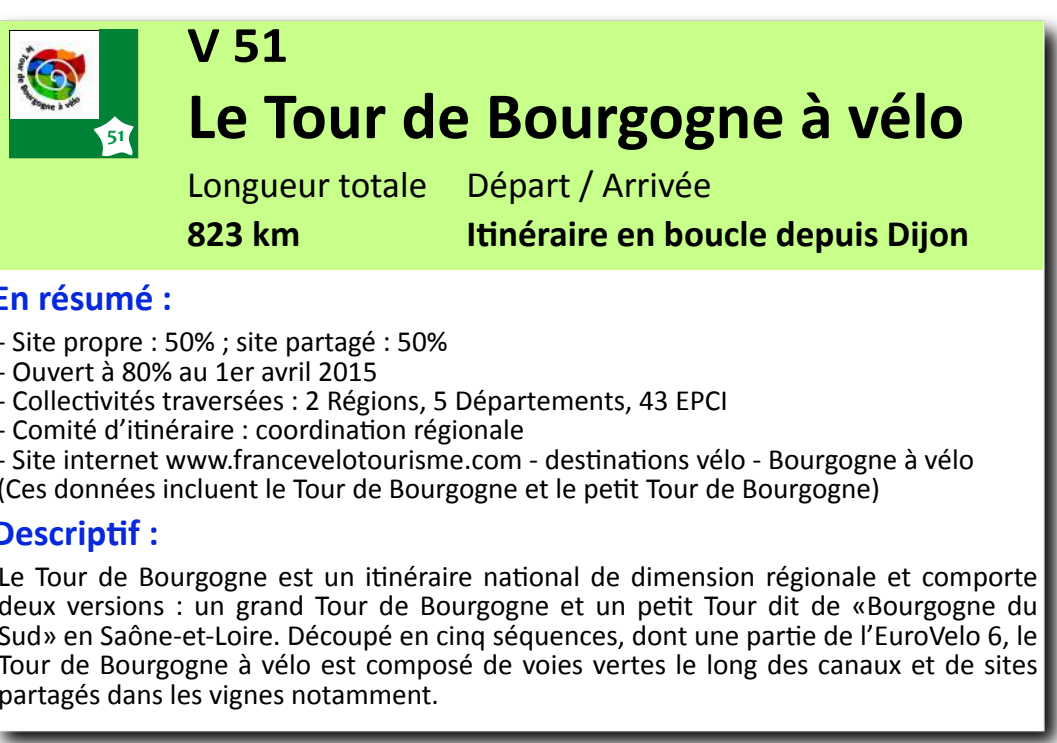 le Tour de Bourgogne à vélo
51
V 51
Le Tour de Bourgogne à vélo
Longueur totale Départ / Arrivée
823 km Itinéraire en boucle depuis Dijon
En résumé :
- Site propre : 50% ; site partagé : 50%
- Ouvert à 80% au 1er avril 2015
- Collectivités traversées : 2 Régions, 5 Départements, 43 EPCI
- Comité d'itinéraire : coordination régionale
- Site internet www.francevelotourisme.com - destinations vélo - Bourgogne à vélo
(Ces données incluent le Tour de Bourgogne et le petit Tour de Bourgogne)
Descriptif :
Le Tour de Bourgogne est un itinéraire national de dimension régionale et comporte
deux versions : un grand Tour de Bourgogne et un petit Tour dit de «Bourgogne du
Sud» en Saône-et-Loire. Découpé en cinq séquences, dont une partie de l'EuroVelo 6, le
Tour de Bourgogne à vélo est composé de voies vertes le long des canaux et de sites
partagés dans les vignes notamment.